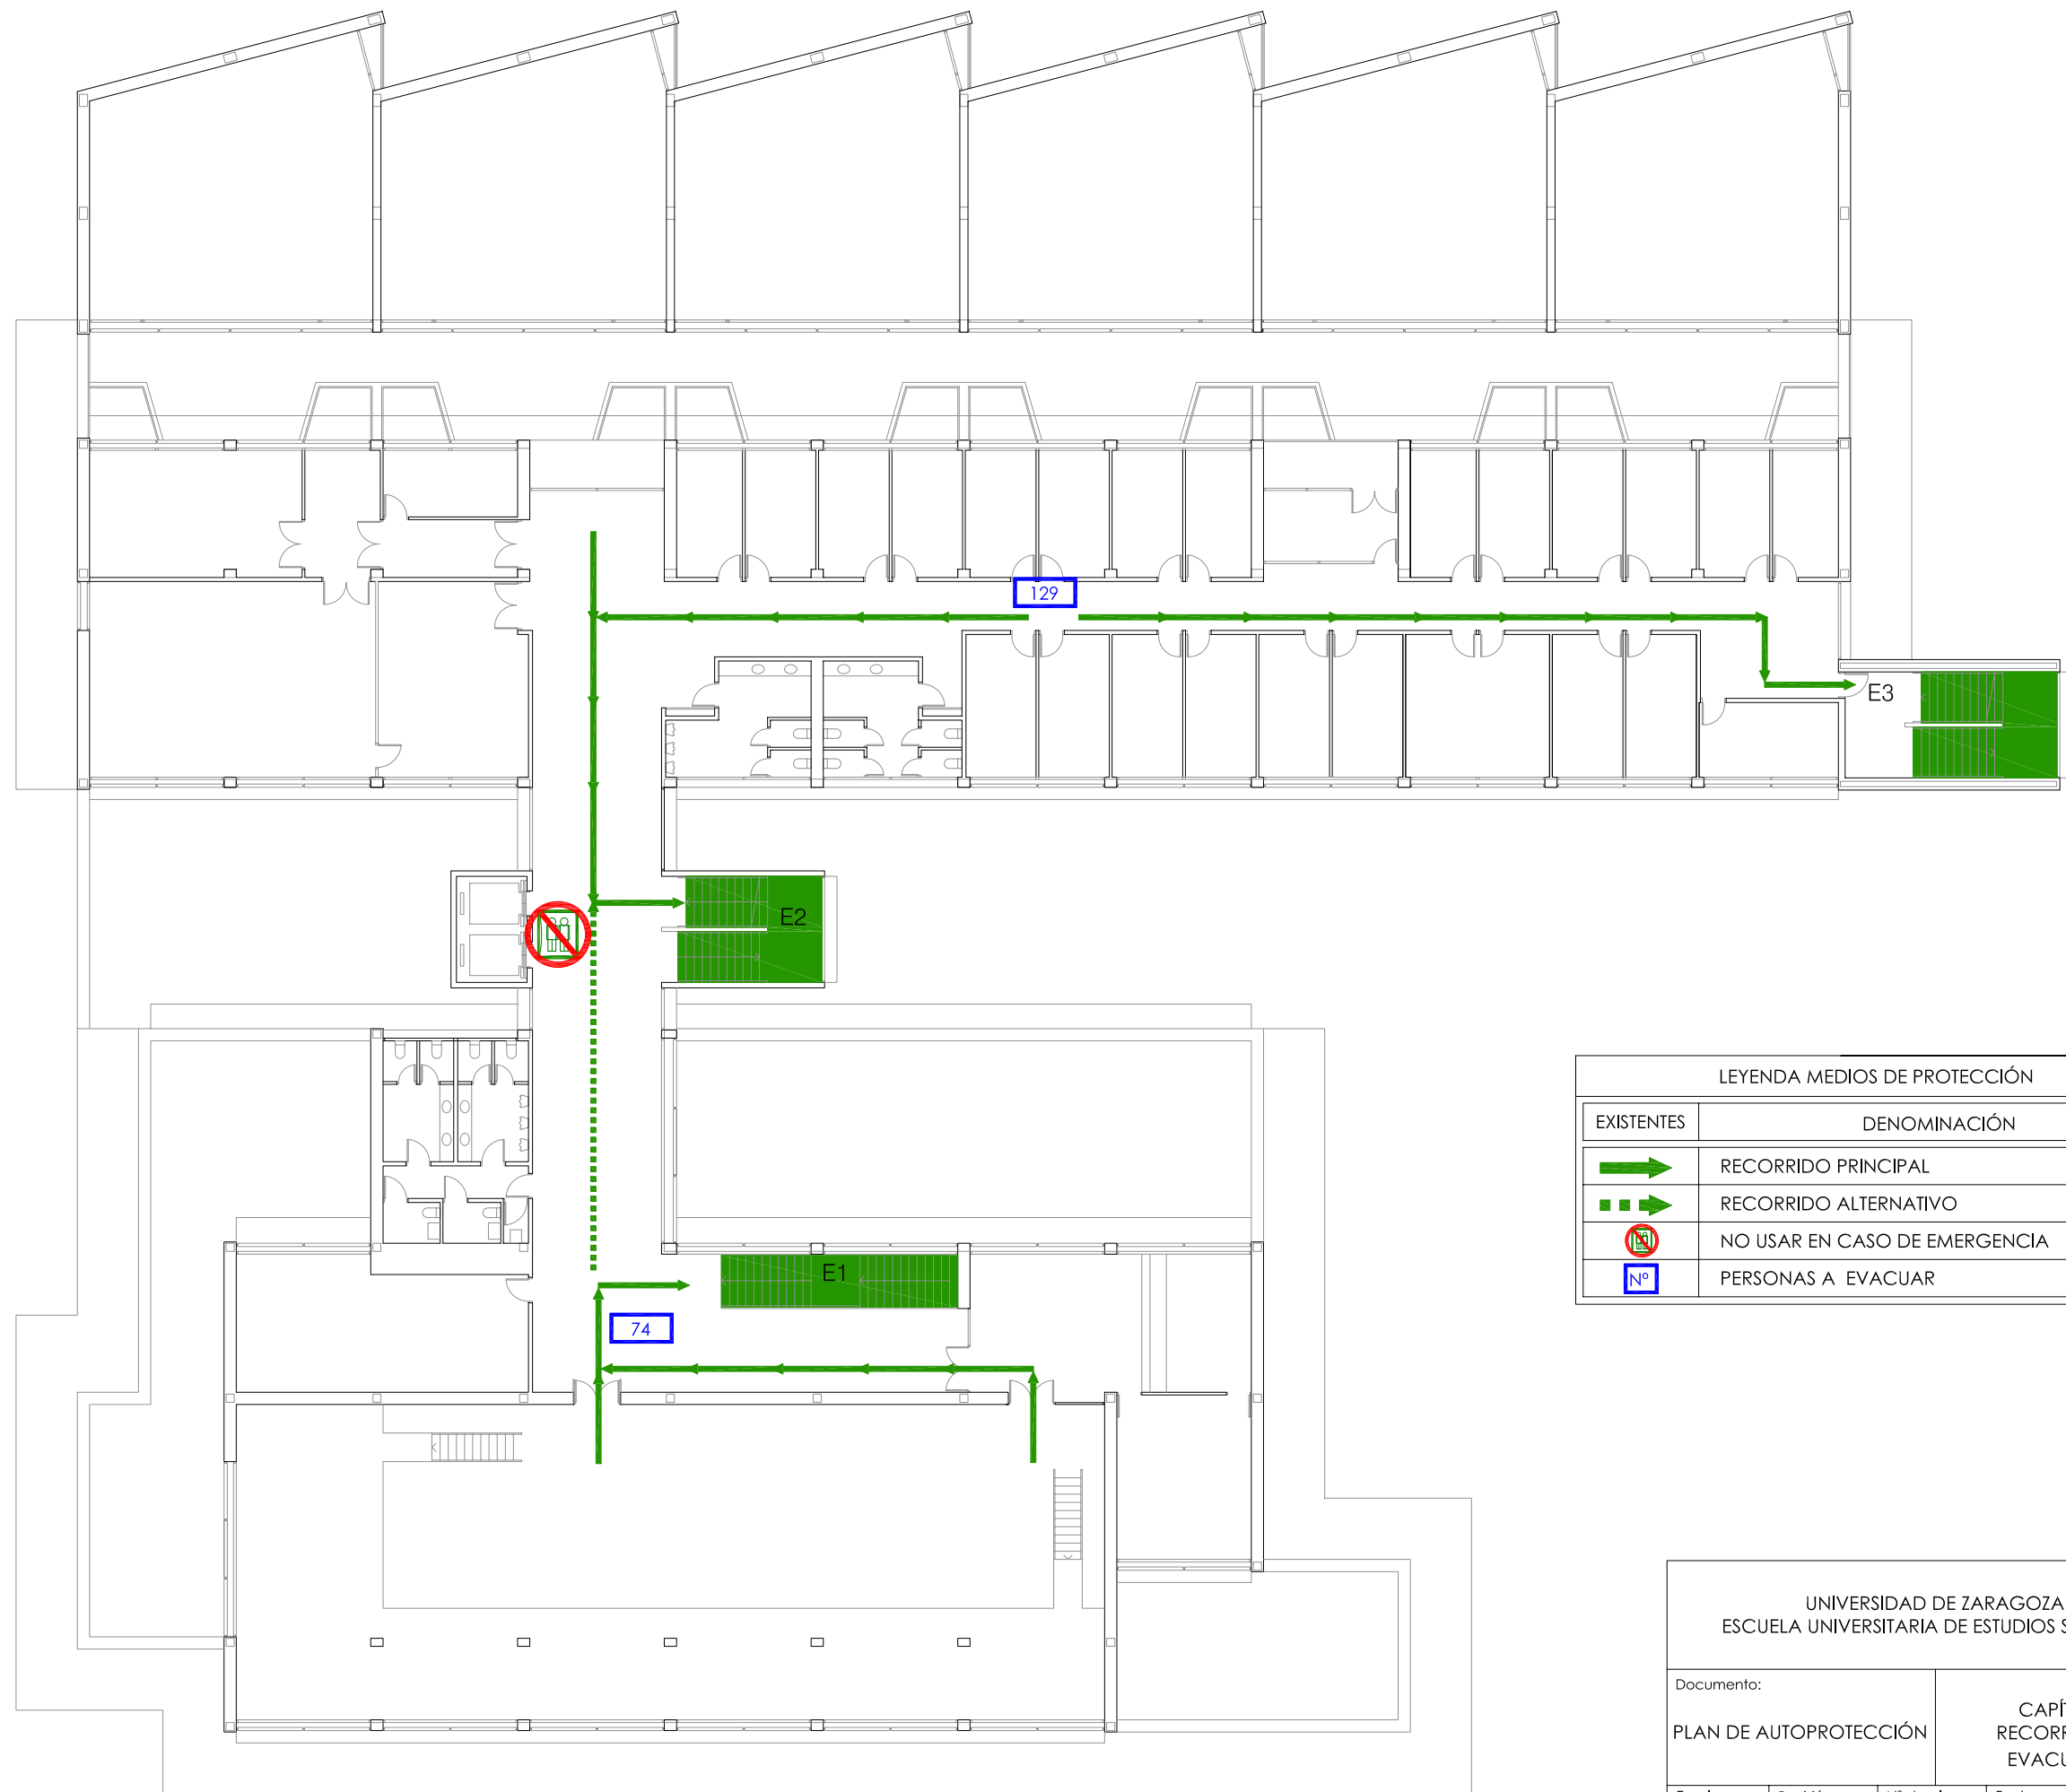 129
E3
E2
E1
74
LEYENDA MEDIOS DE PROTECCIÓN
EXISTENTES
DENOMINACIÓN
RECORRIDO PRINCIPAL
RECORRIDO ALTERNATIVO
NO USAR EN CASO DE EMERGENCIA
Nº
PERSONAS A EVACUAR
UNIVERSIDAD DE ZARAGOZA
ESCUELA UNIVERSITARIA DE ESTUDIOS
Documento:
PLAN DE AUTOPROTECCIÓN